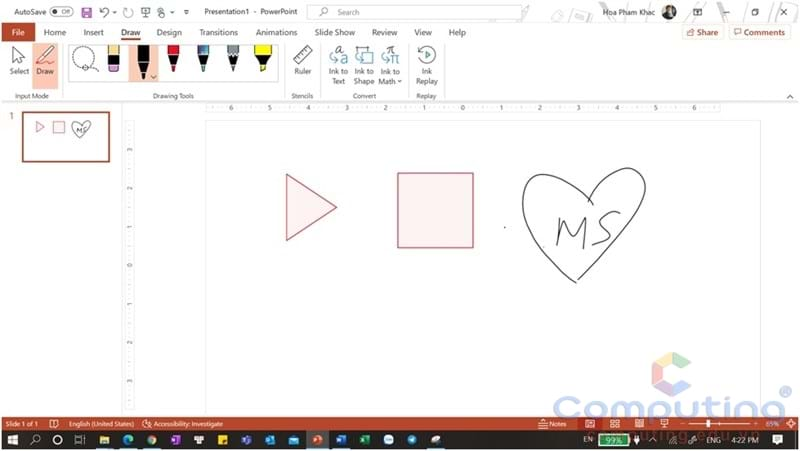 AutoSave Off Presentation1 - PowerPoint Search Hoa Pham Khac
File Home Insert Draw Design Transitions Animations Slide Show Review View Help Share Comments
Select Draw Ruler Ink to Text Ink to Shape Ink to Math Ink Replay
Input Mode Drawing Tools Stencils Convert Replay
6 5 4 3 2 1 0 1 2 3 4 5 6
1
MS
3
2
1
0
1
2
3
MS
C
Computing
computing.edu.vn
Slide 1 of 1 English (United States) Accessibility: Investigate Notes 65%
EN 99% ENG 4:22 PM